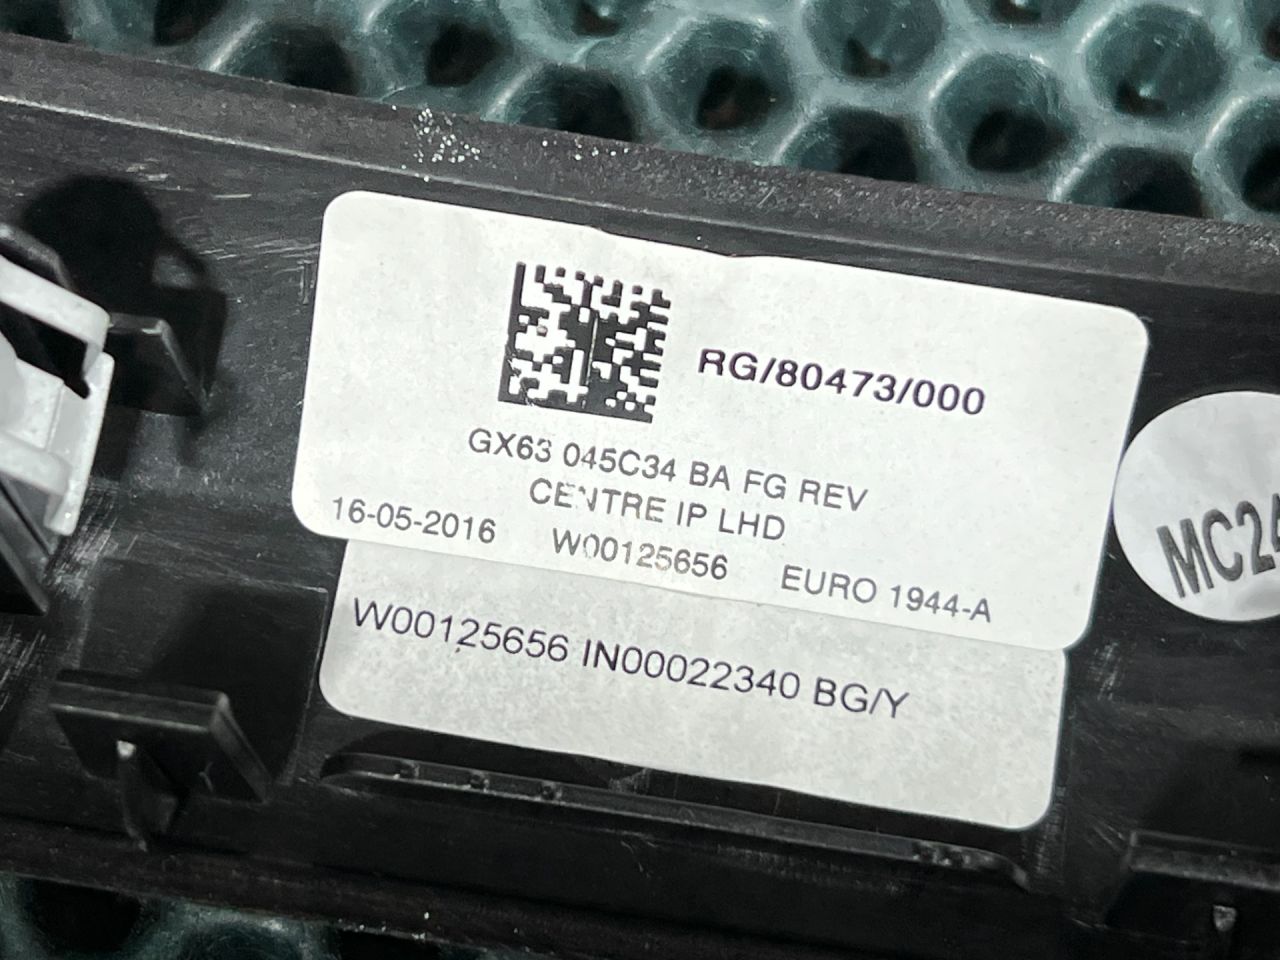 RG/80473/000
GX63 045C34 BA FG REV
CENTRE IP LHD
16-05-2016 W00125656 EURO 1944-A
W00125656 IN00022340 BG/Y